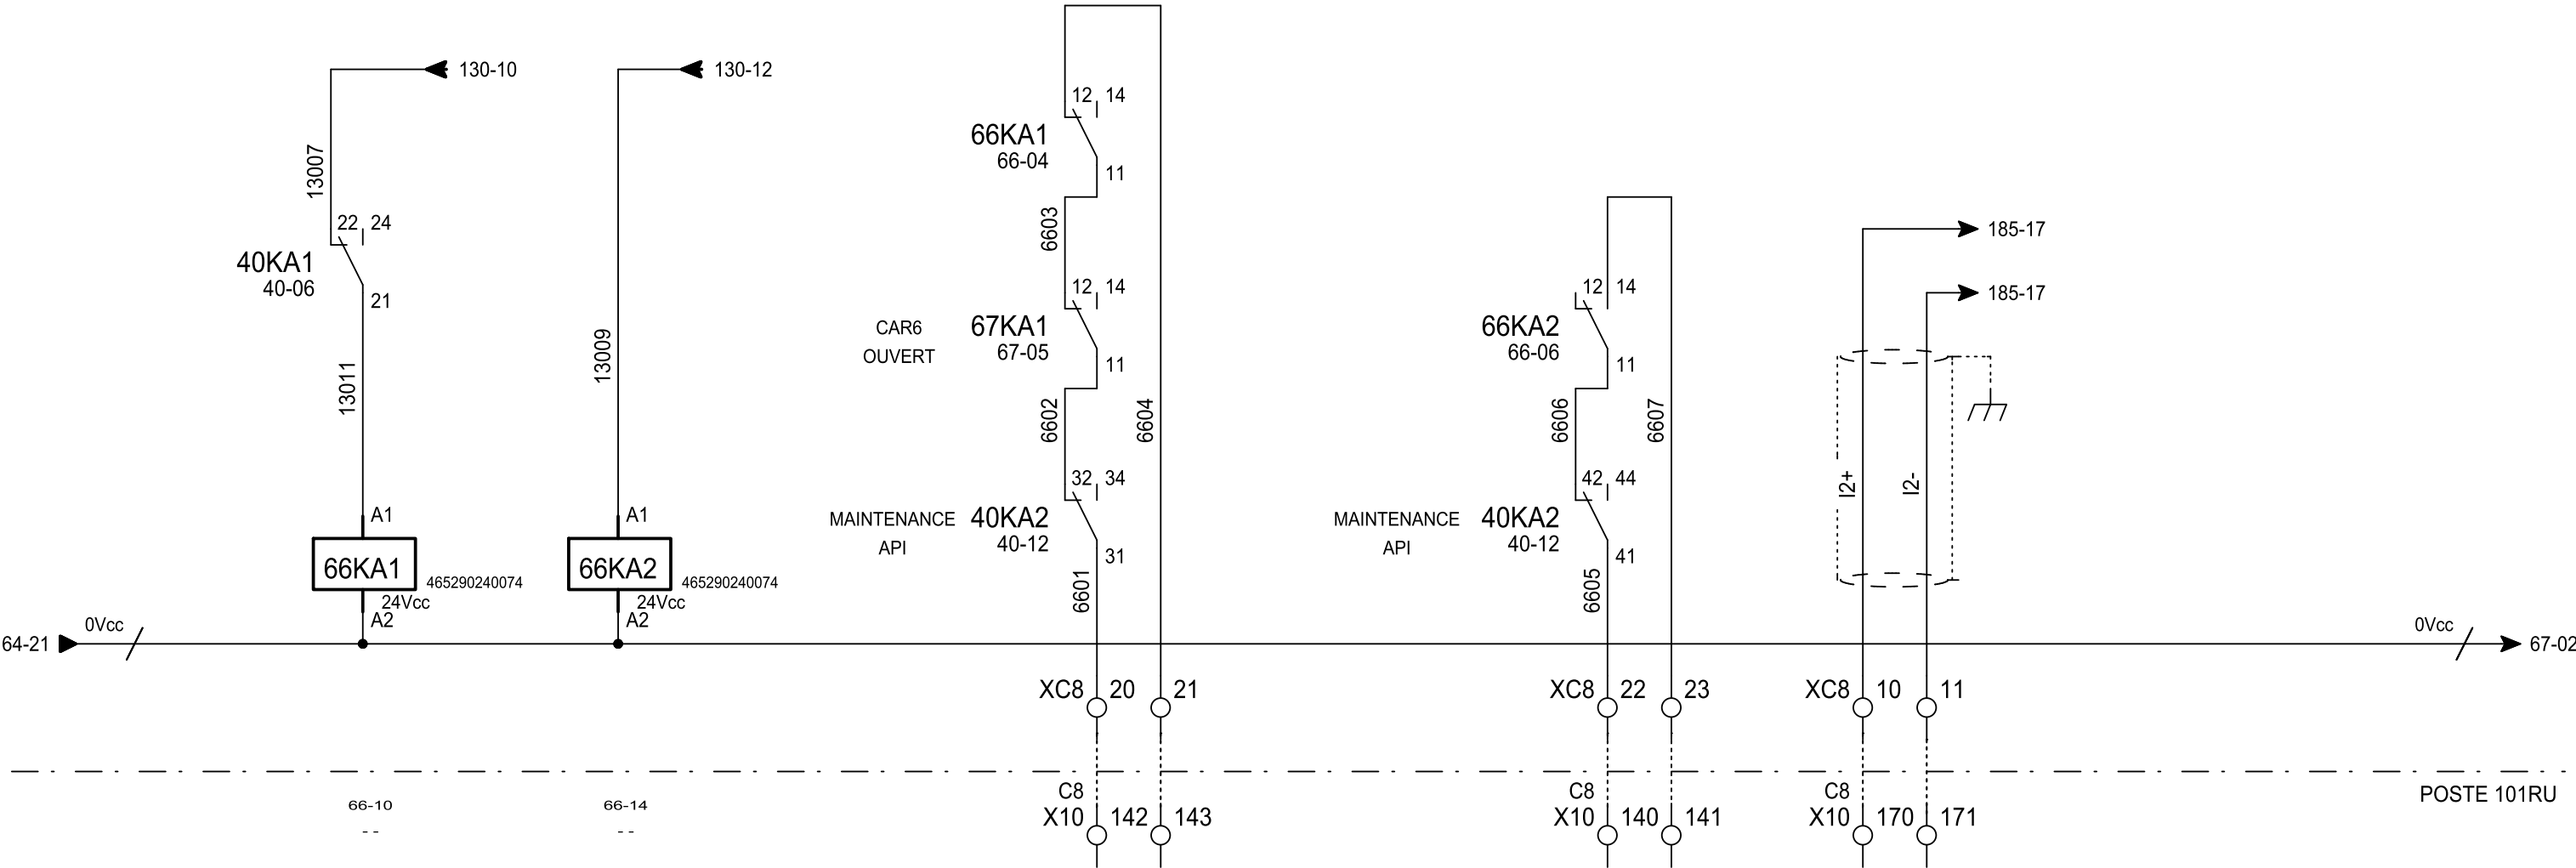 130-10
130-12
12 14
66KA1
66-04
11
13007
22 24
40KA1
40-06
21
6603
185-17
12 14
67KA1
67-05
11
CAR6
OUVERT
12 14
66KA2
66-06
11
185-17
13011
13009
6602
6604
6606
6607
32 34
MAINTENANCE
API
40KA2
40-12
31
42 44
MAINTENANCE
API
40KA2
40-12
41
I2+
I2-
A1
66KA1
465290240074
24Vcc
A2
A1
66KA2
465290240074
24Vcc
A2
6601
6605
64-21
0Vcc
0Vcc
67-02
XC8 20 21
XC8 22 23
XC8 10 11
66-10
--
66-14
--
C8
X10 142 143
C8
X10 140 141
C8
X10 170 171
POSTE 101RU